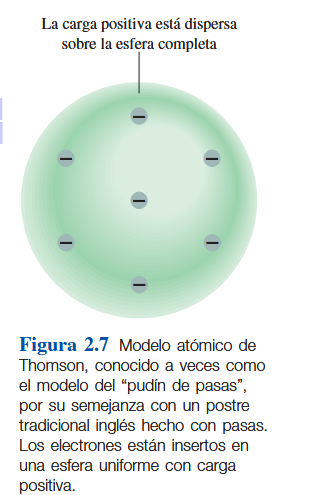 La carga positiva está dispersa
sobre la esfera completa
−
−
−
−
−
−
−
Figura 2.7 Modelo atómico de
Thomson, conocido a veces como
el modelo del “pudín de pasas”,
por su semejanza con un postre
tradicional inglés hecho con pasas.
Los electrones están insertos en
una esfera uniforme con carga
positiva.